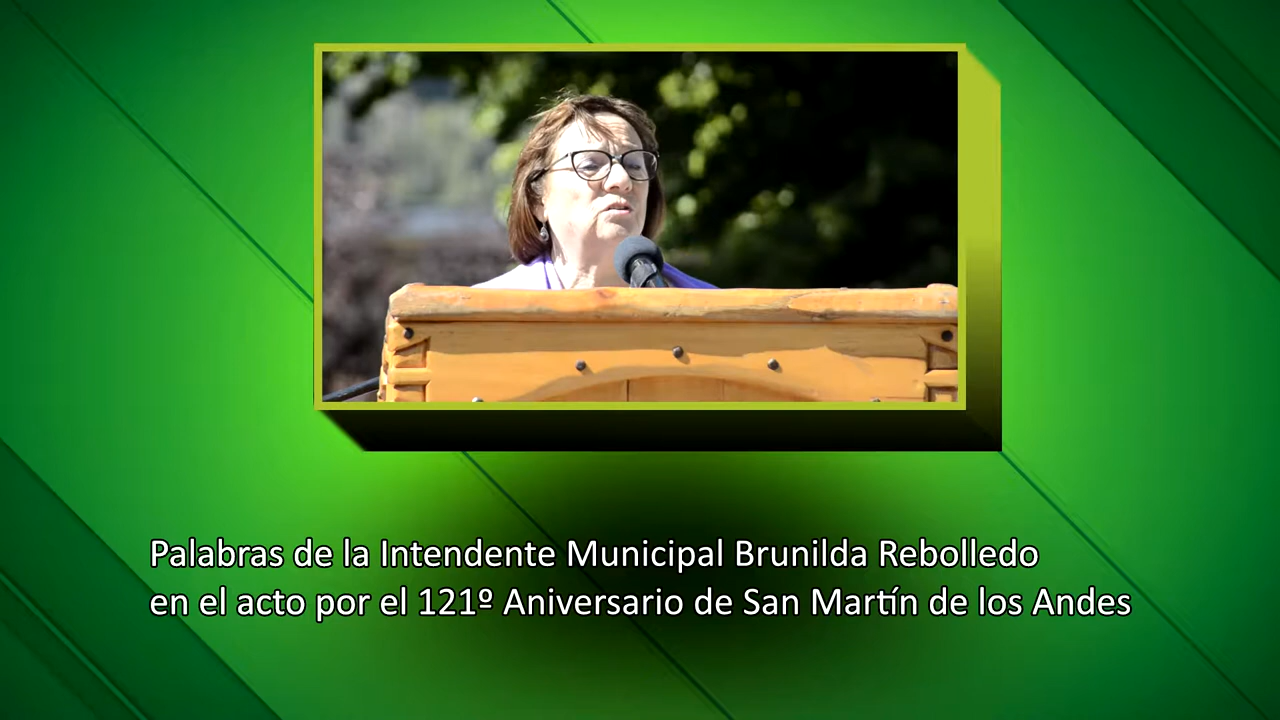 Palabras de la Intendente Municipal Brunilda Rebolledo
en el acto por el 121º Aniversario de San Martín de los Andes